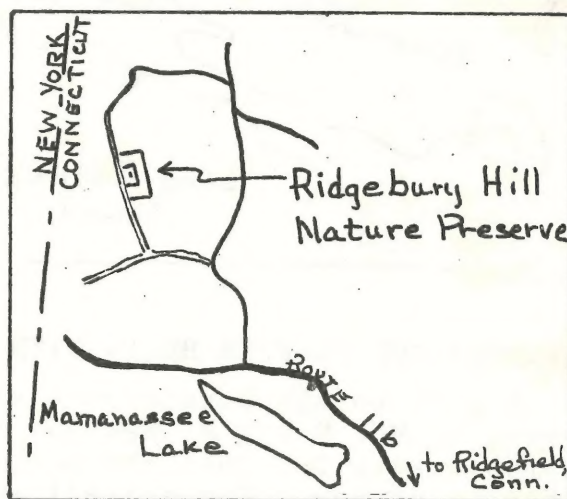 NEW YORK
CONNECTICUT
Ridgebury Hill
Nature Preserve
ROUTE 116
Mamanassee
Lake
to Ridgefield,
Conn.